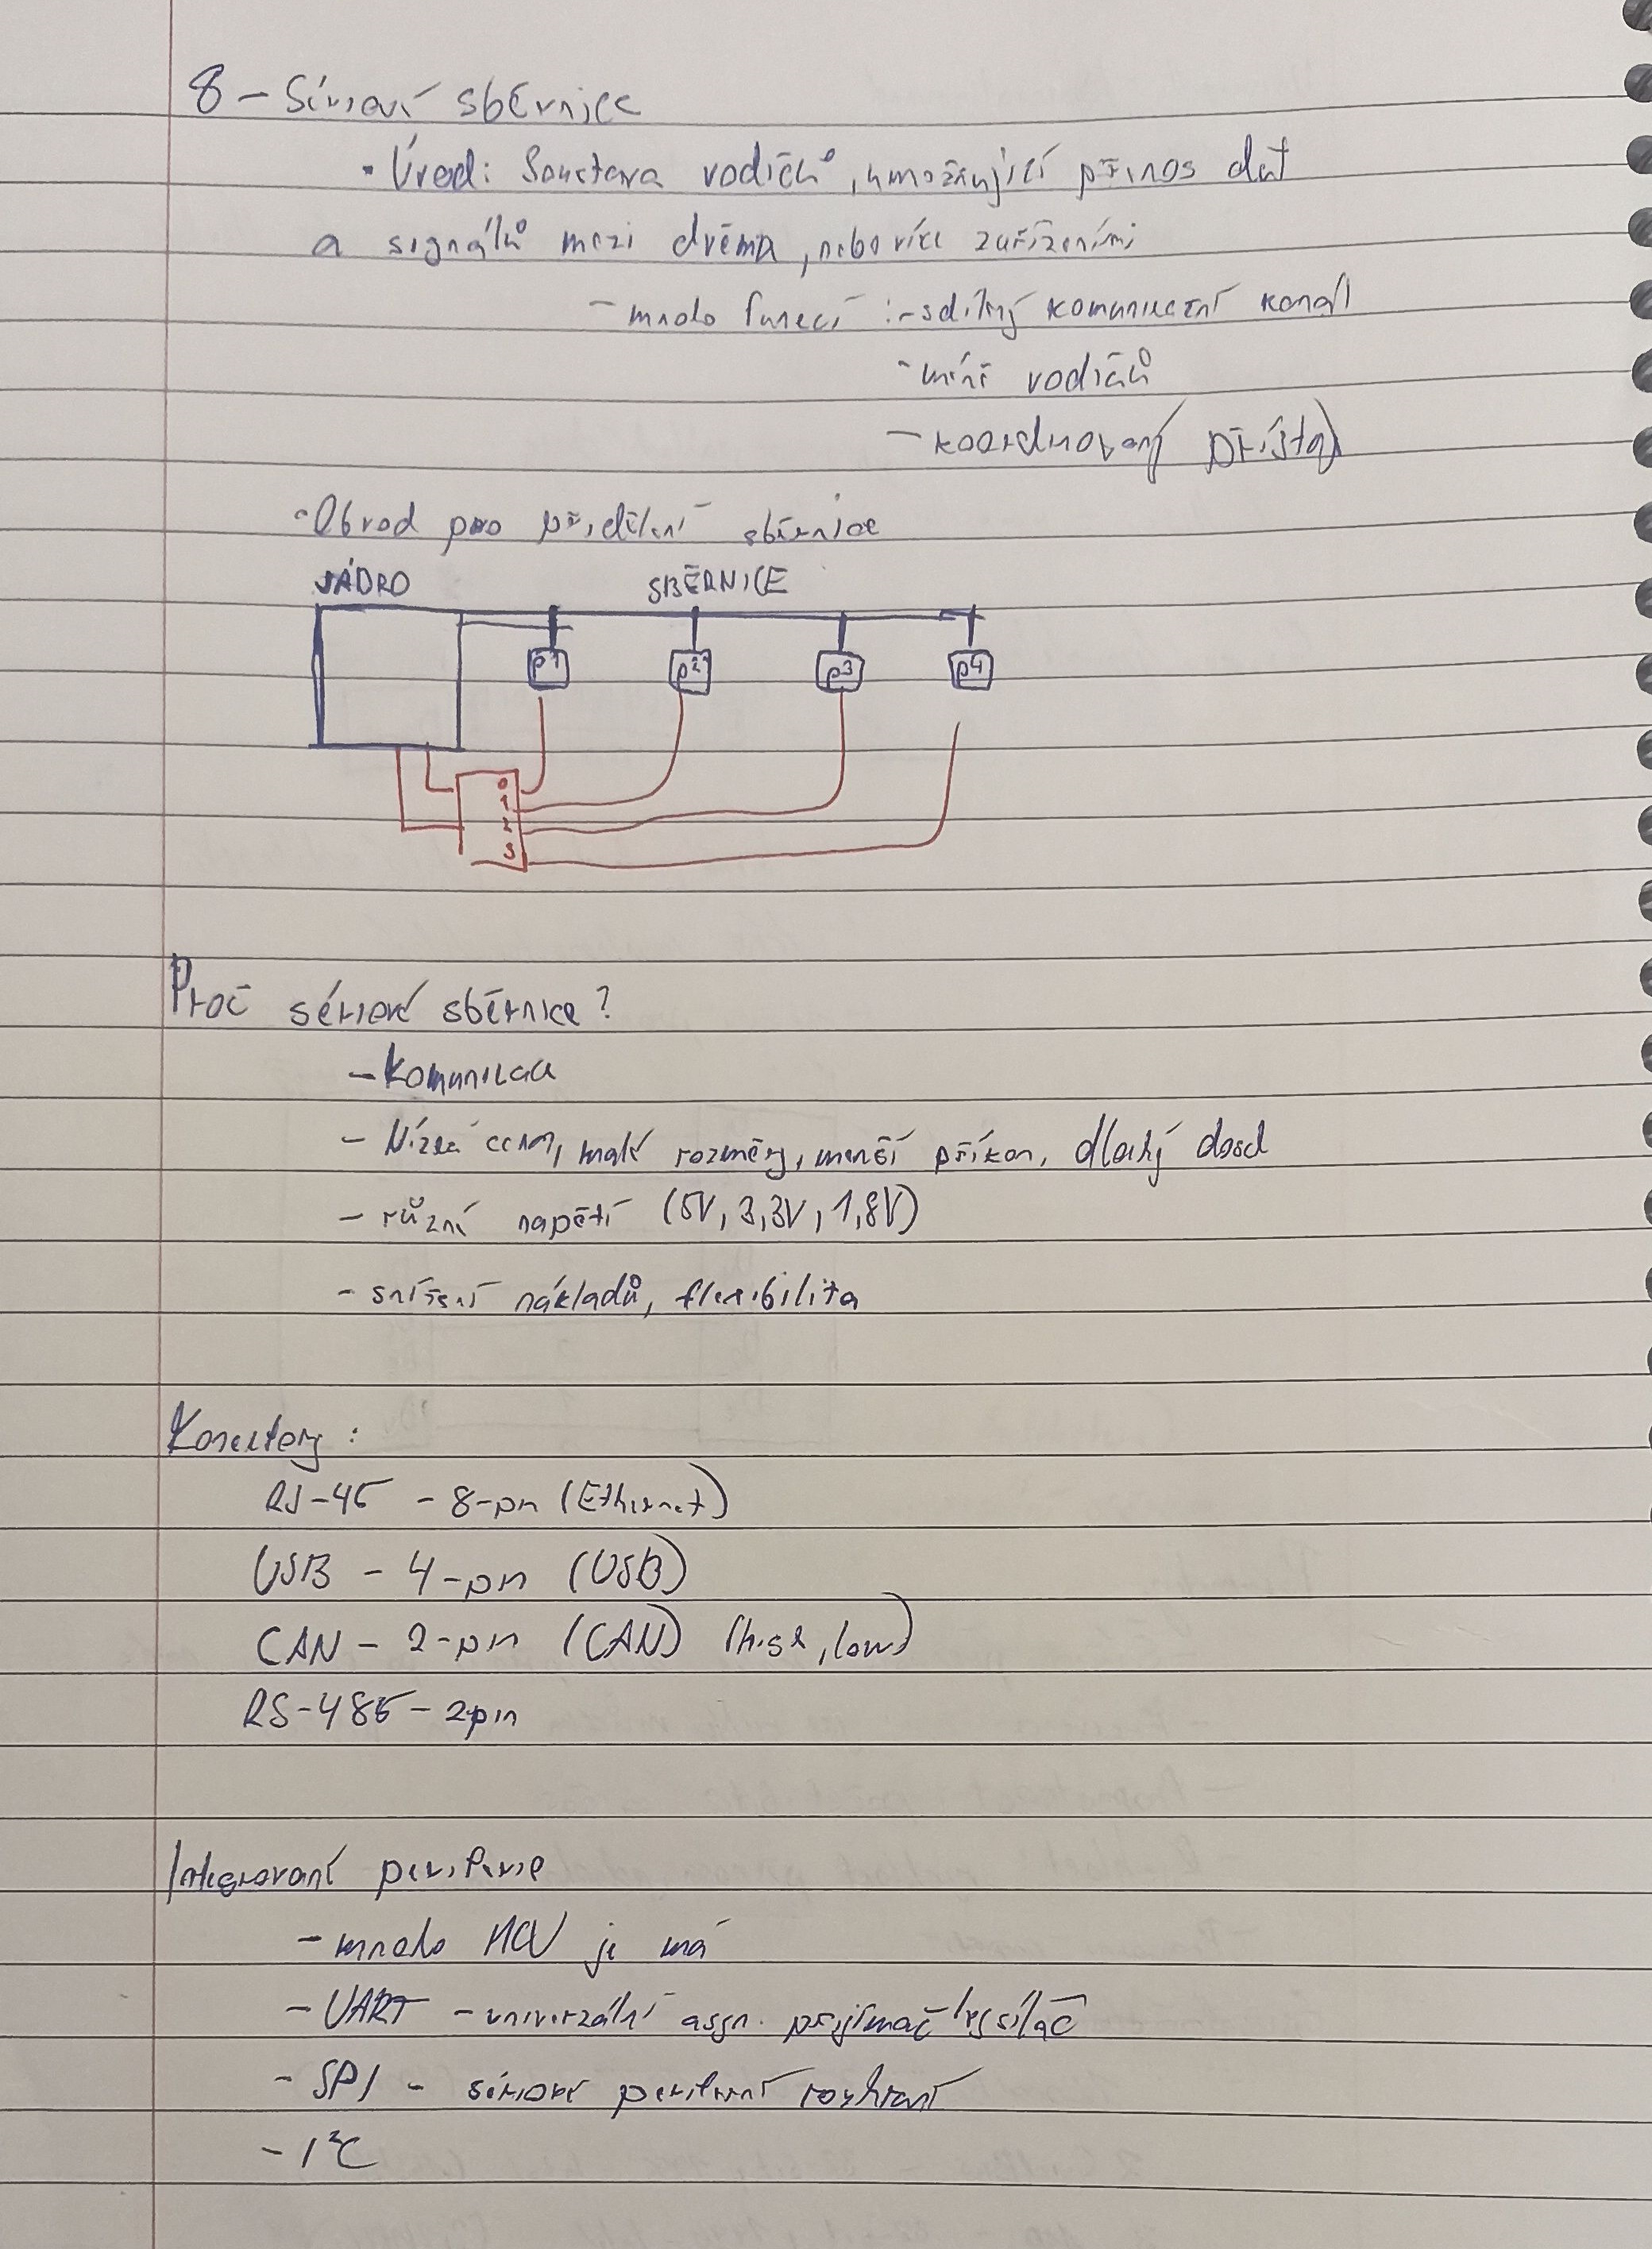 8 - Sériové sběrnice
• Úvod: Soustava vodičů, umožňující přenos dat
a signálů mezi dvěma, nebo více zařízeními
- mnoho funkcí : - sdílený komunikační kanál
- míň vodičů
- koordinovaný přístup
• Obvod pro přidělení sběrnice
JÁDRO SBĚRNICE
P1 P2 P3 P4
0
1
2
3
Proč sériové sběrnice?
- Komunikace
- Nízká cena, malé rozměry, menší příkon, dlouhý dosah
- různí napětí (5V, 3,3V, 1,8V)
- snížení nákladů, flexibilita
Konektory :
RJ-45 - 8-pin (Ethernet)
USB - 4-pin (USB)
CAN - 2-pin (CAN) (high, low)
RS-485 - 2pin
Integrované periferie
- mnoho MCU je má
- UART - univerzální asyn. přijímač/vysílač
- SPI - sériové periferní rozhraní
- I²C